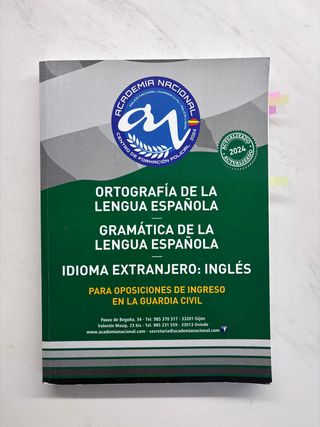 ACADEMIA NACIONAL
CENTRO DE FORMACIÓN POLICIAL
ACTUALIZADO
2024
ACTUALIZADO
ORTOGRAFÍA DE LA
LENGUA ESPAÑOLA
GRAMÁTICA DE LA
LENGUA ESPAÑOLA
IDIOMA EXTRANJERO: INGLÉS
PARA OPOSICIONES DE INGRESO
EN LA GUARDIA CIVIL
Paseo de Begoña, 34 - Tel. 985 370 317 - 33201 Gijón
Valentín Masip, 23 bis - Tel. 985 231 559 - 33013 Oviedo
www.academianacional.com - secretaria@academianacional.com